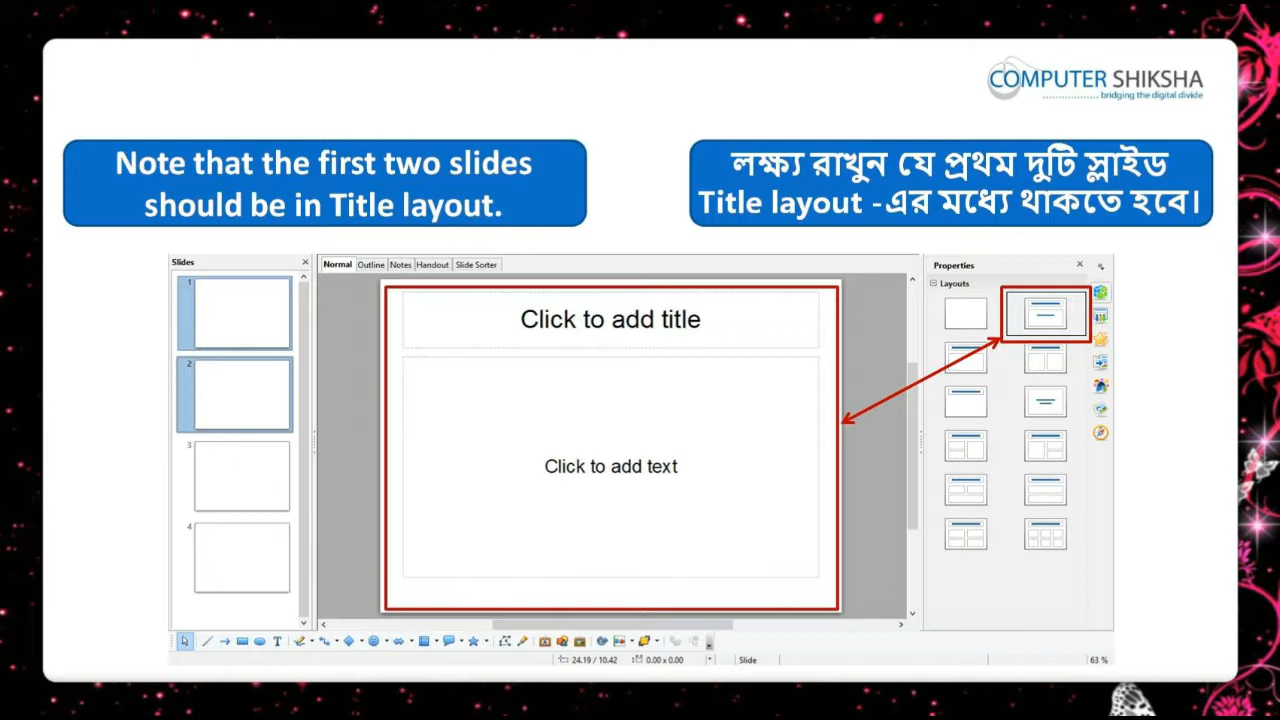 COMPUTER SHIKSHA
bridging the digital divide
Note that the first two slides
should be in Title layout.
লক্ষ্য রাখুন যে প্রথম দুটি স্লাইড
Title layout -এর মধ্যে থাকতে হবে।
Slides
Normal Outline Notes Handout Slide Sorter
Properties
Layouts
1
2
3
4
Click to add title
Click to add text
24.19 / 10.42 0.00 x 0.00 * Slide 63 %